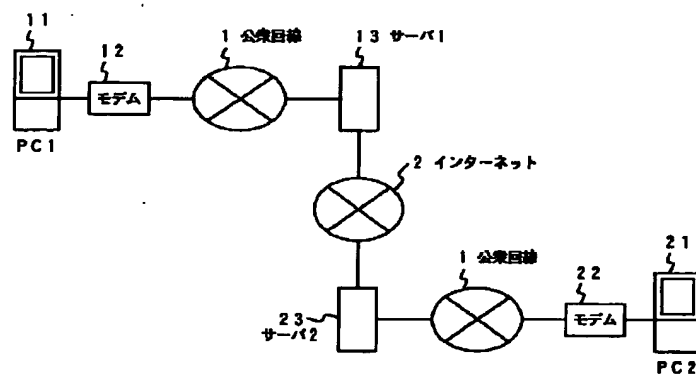 11
12
モデム
PC1
1 公衆回線
13 サーバ1
2 インターネット
23
サーバ2
1 公衆回線
22
モデム
21
PC2